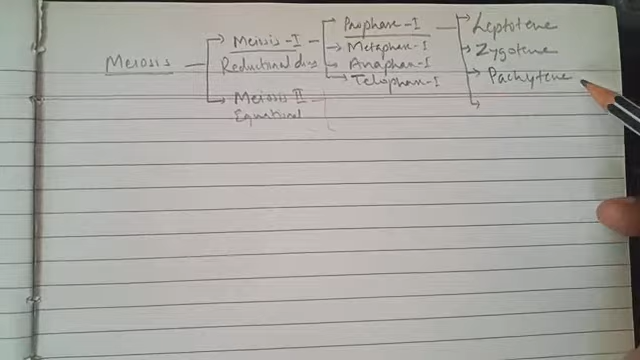 Meiosis
Meiosis-I
Reductional div
Meiosis II
Equational
Prophase-I
Metaphase-I
Anaphase-I
Telophase-I
Leptotene
Zygotene
Pachytene